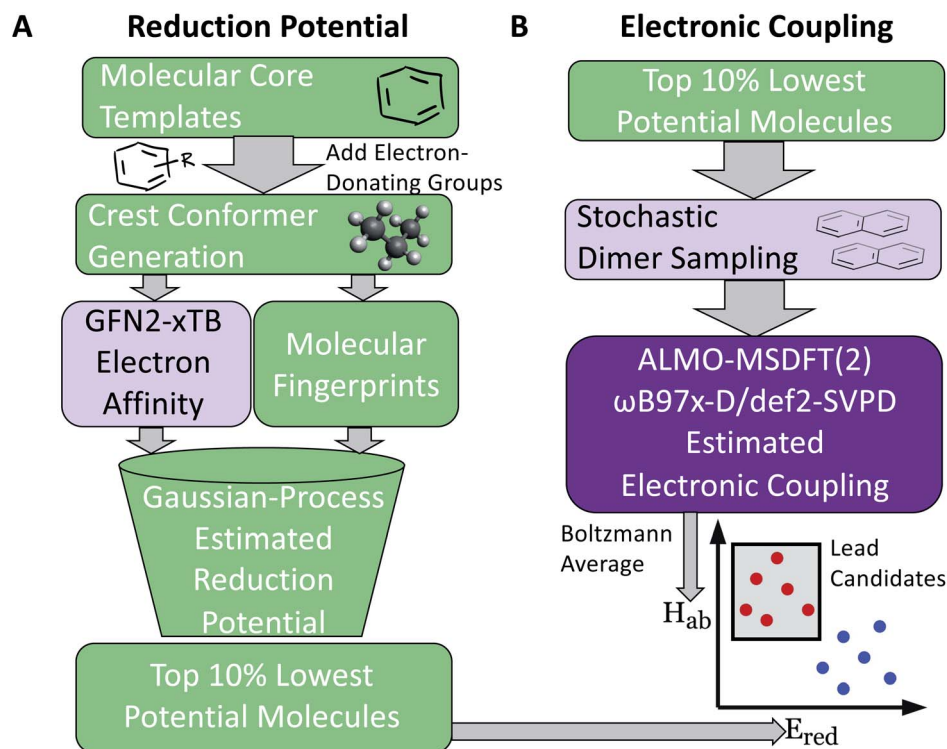 A
Reduction Potential
Molecular Core
Templates
R
Add Electron-
Donating Groups
Crest Conformer
Generation
GFN2-xTB
Electron
Affinity
Molecular
Fingerprints
Gaussian-Process
Estimated
Reduction
Potential
Top 10% Lowest
Potential Molecules
B
Electronic Coupling
Top 10% Lowest
Potential Molecules
Stochastic
Dimer Sampling
ALMO-MSDFT(2)
ωB97x-D/def2-SVPD
Estimated
Electronic Coupling
Boltzmann
Average
Lead
Candidates
H_ab
E_red